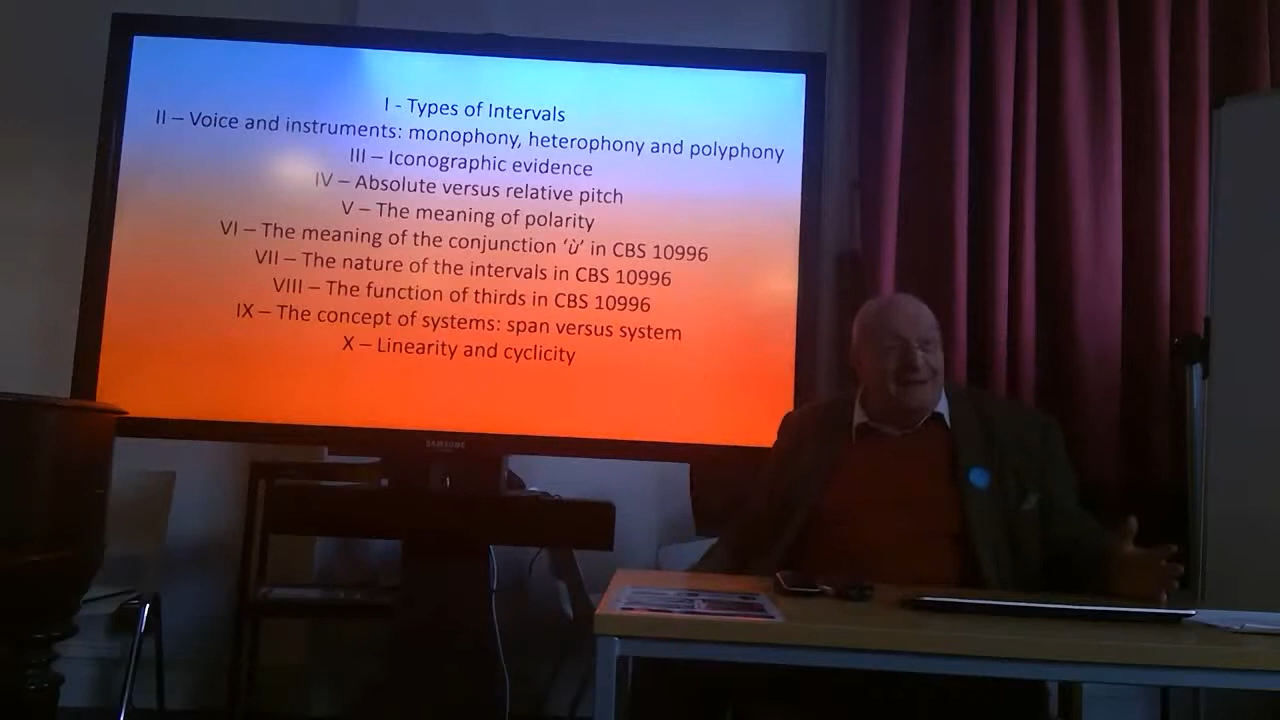 I - Types of Intervals
II – Voice and instruments: monophony, heterophony and polyphony
III – Iconographic evidence
IV – Absolute versus relative pitch
V – The meaning of polarity
VI – The meaning of the conjunction ‘ù’ in CBS 10996
VII – The nature of the intervals in CBS 10996
VIII – The function of thirds in CBS 10996
IX – The concept of systems: span versus system
X – Linearity and cyclicity
SAMSUNG